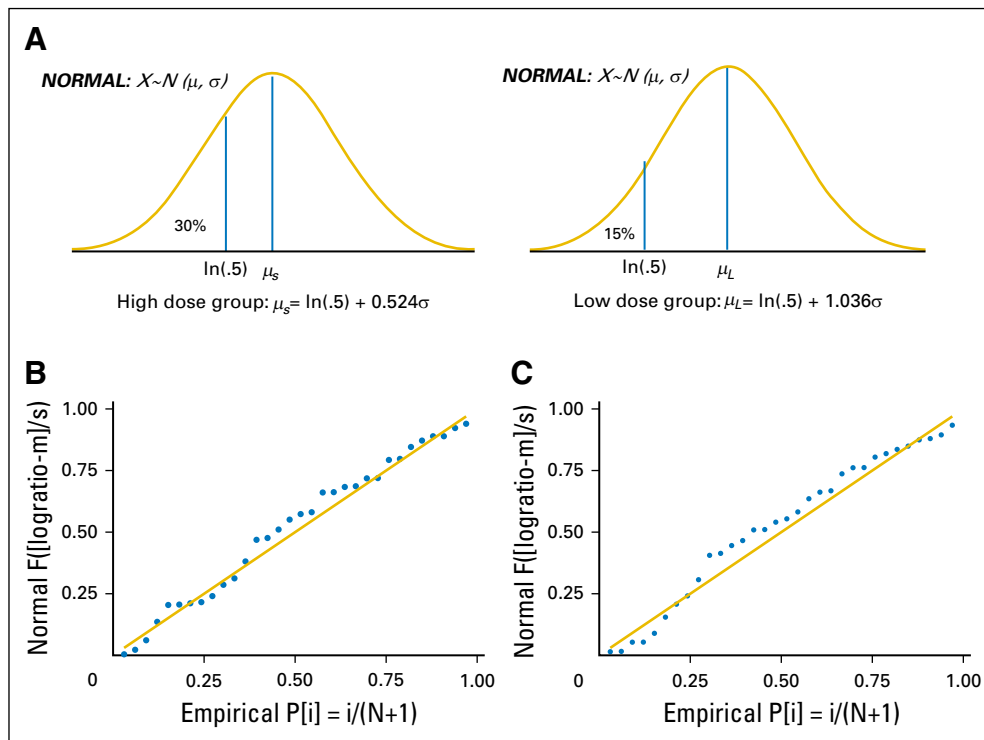 A
NORMAL: X~N (μ, σ)
30%
ln(.5) μs
High dose group: μs= ln(.5) + 0.524σ
NORMAL: X~N (μ, σ)
15%
ln(.5) μL
Low dose group: μL= ln(.5) + 1.036σ
B
Normal F([logratio-m]/s)
1.00
0.75
0.50
0.25
0 0.25 0.50 0.75 1.00
Empirical P[i] = i/(N+1)
C
Normal F([logratio-m]/s)
1.00
0.75
0.50
0.25
0 0.25 0.50 0.75 1.00
Empirical P[i] = i/(N+1)